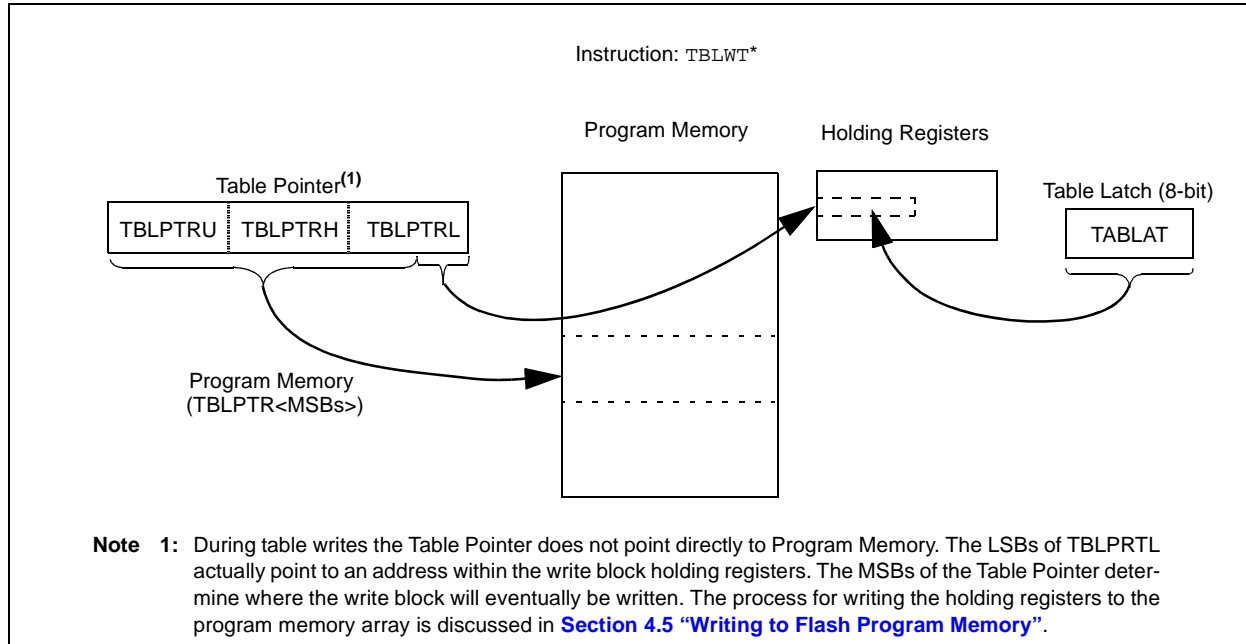 Instruction: TBLWT*
Program Memory
Holding Registers
Table Pointer(1)
Table Latch (8-bit)
TBLPTRU TBLPTRH TBLPTRL
TABLAT
Program Memory
(TBLPTR<MSBs>)
Note 1: During table writes the Table Pointer does not point directly to Program Memory. The LSBs of TBLPRTL
actually point to an address within the write block holding registers. The MSBs of the Table Pointer deter-
mine where the write block will eventually be written. The process for writing the holding registers to the
program memory array is discussed in Section 4.5 “Writing to Flash Program Memory”.